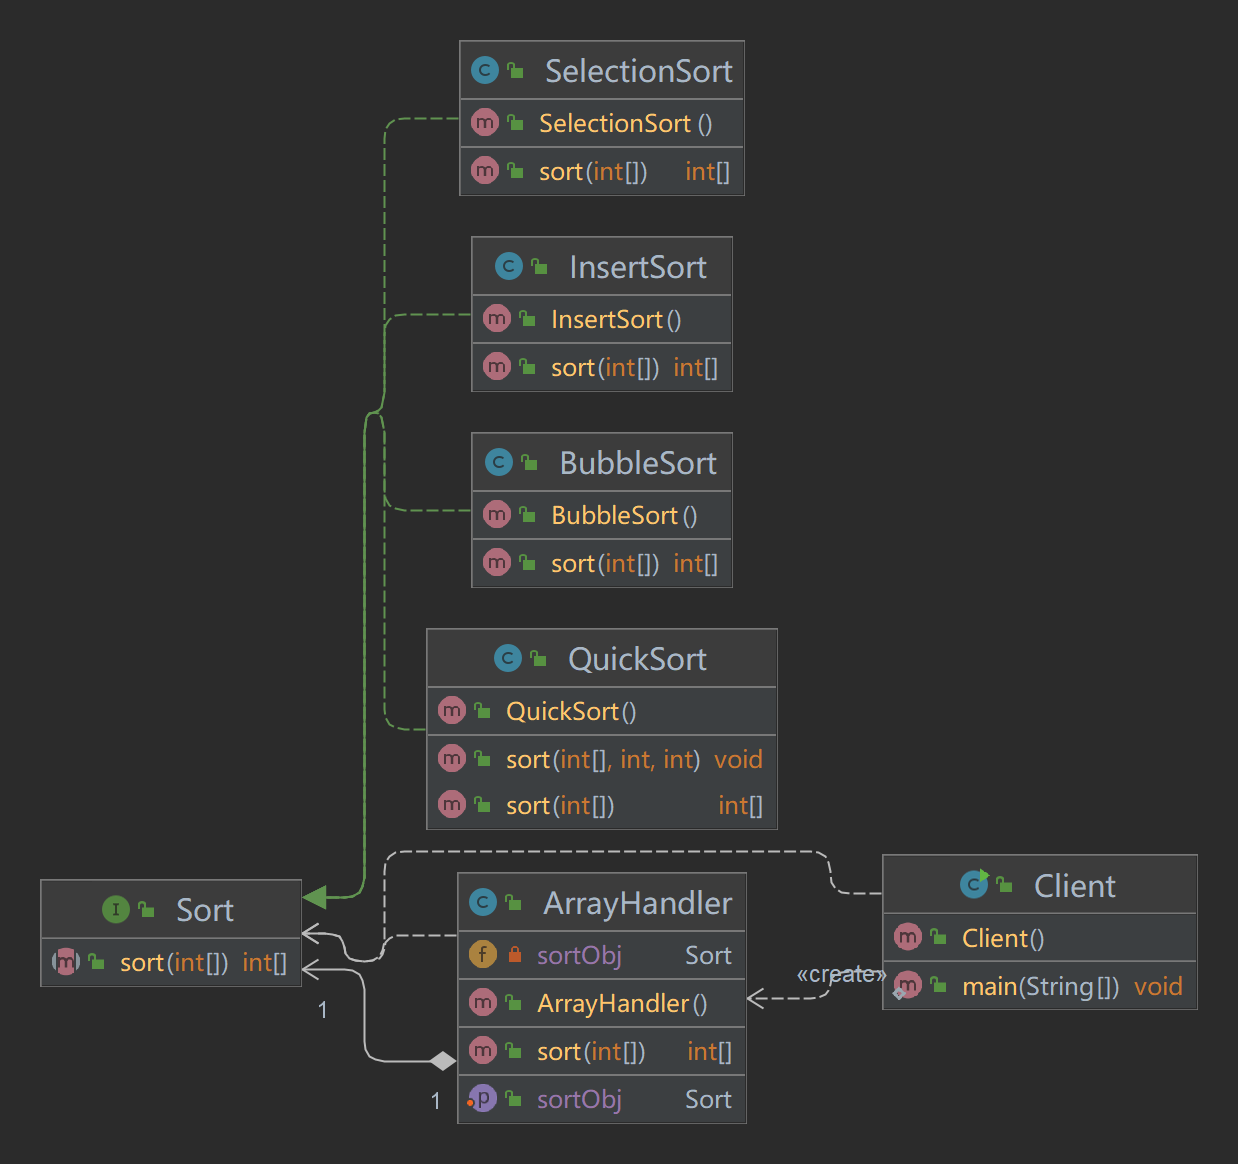 SelectionSort
SelectionSort()
sort(int[]) int[]
InsertSort
InsertSort()
sort(int[]) int[]
BubbleSort
BubbleSort()
sort(int[]) int[]
QuickSort
QuickSort()
sort(int[], int, int) void
sort(int[]) int[]
Sort
sort(int[]) int[]
1
1
ArrayHandler
sortObj Sort
ArrayHandler()
sort(int[]) int[]
sortObj Sort
«create»
Client
Client()
main(String[]) void